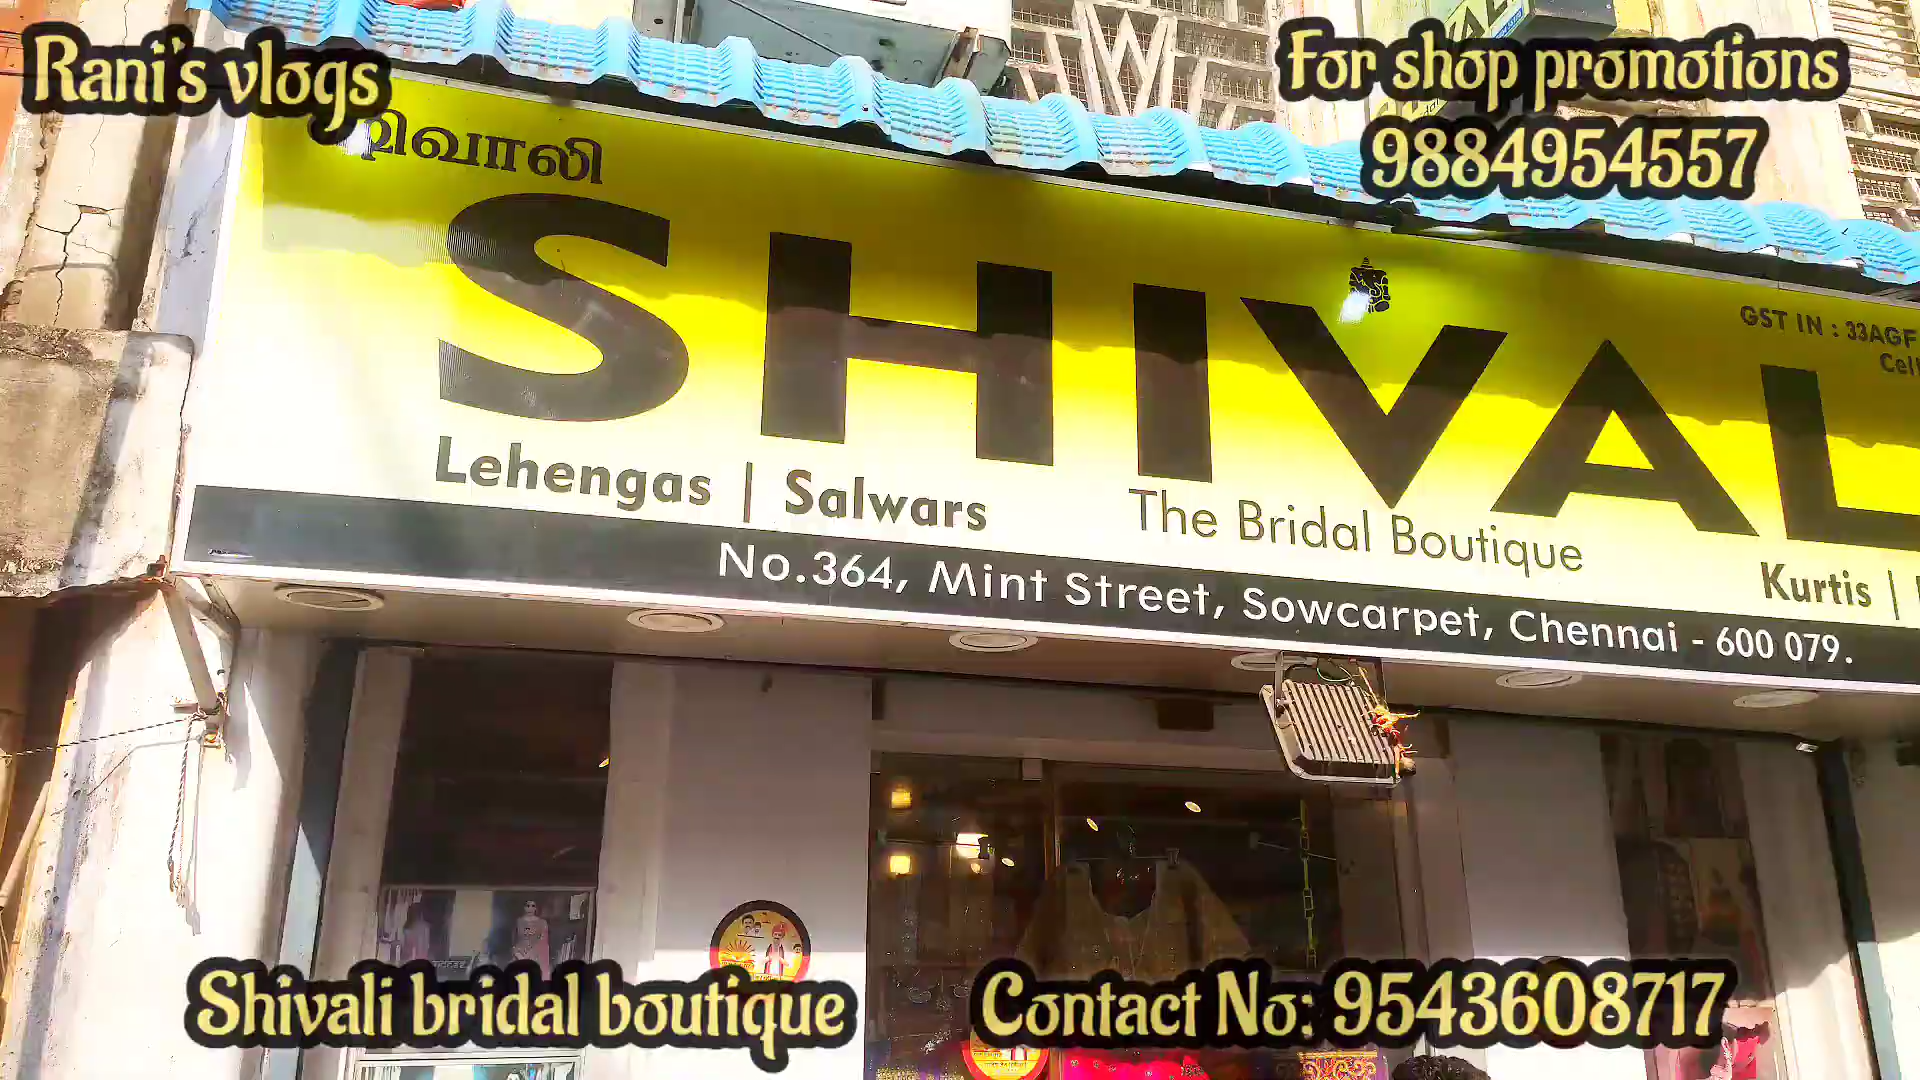 Rani's vlogs
For shop promotions
9884954557
ஷிவாலி
SHIVAL
GST IN : 33AGF
Cell
Lehengas | Salwars
The Bridal Boutique
Kurtis |
No.364, Mint Street, Sowcarpet, Chennai - 600 079.
Shivali bridal boutique
Contact No: 9543608717